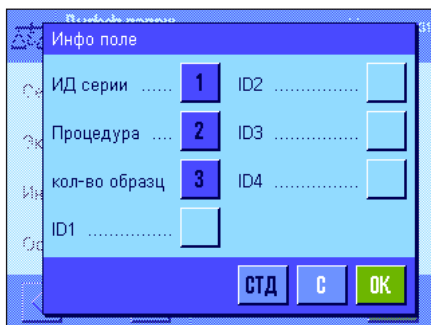 Инфо поле
ИД серии ...... 1
Процедура .... 2
кол-во образц 3
ID1 ...............
ID2 ...............
ID3 ...............
ID4 ...............
СТД C OK